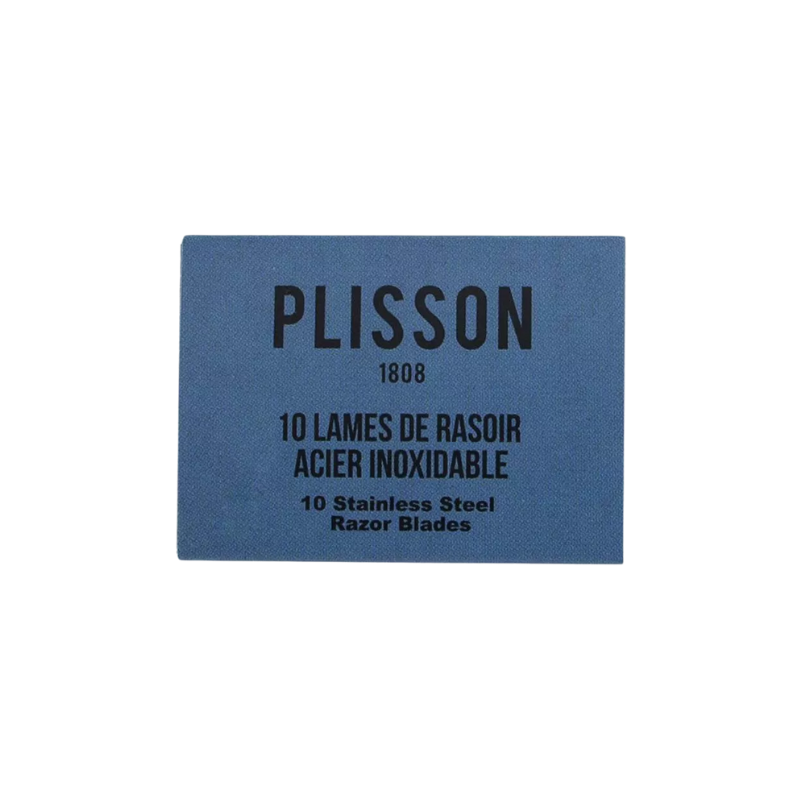 PLISSON
1808
10 LAMES DE RASOIR
ACIER INOXIDABLE
10 Stainless Steel
Razor Blades